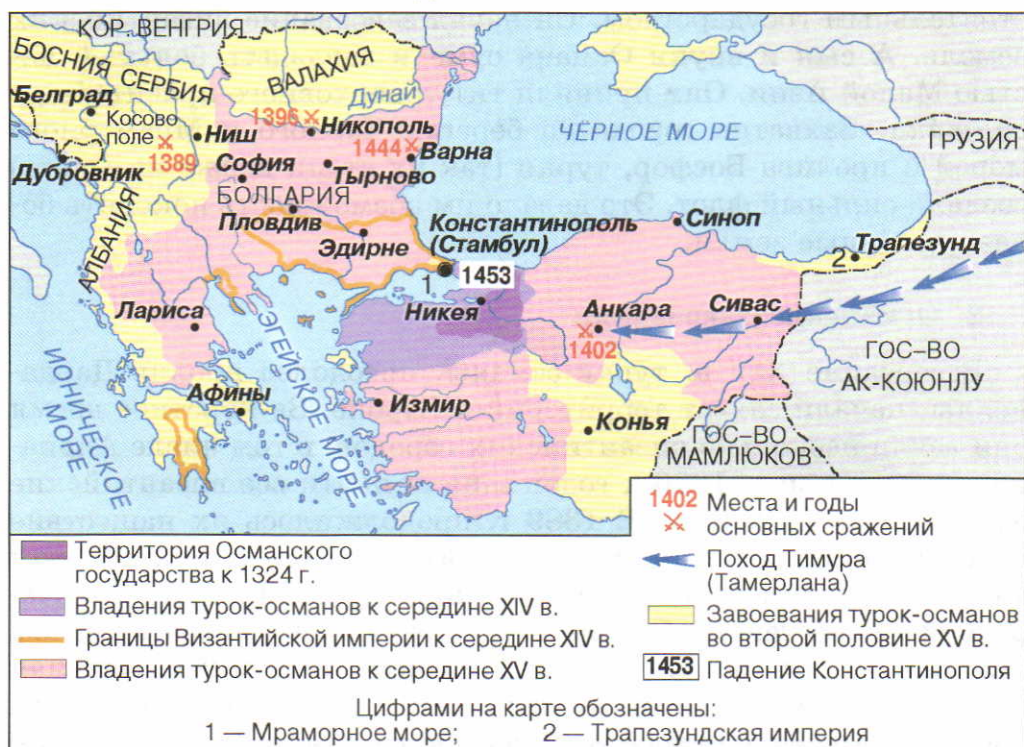 КОР. ВЕНГРИЯ
БОСНИЯ
СЕРБИЯ
ВАЛАХИЯ
Белград
Дунай
Косово
поле
1389
Ниш
1396
Никополь
1444
Варна
ЧЁРНОЕ МОРЕ
ГРУЗИЯ
Дубровник
София
Тырново
БОЛГАРИЯ
АЛБАНИЯ
Пловдив
Эдирне
Константинополь
(Стамбул)
1
1453
Синоп
Трапезунд
2
Лариса
Никея
Анкара
1402
Сивас
ЭГЕЙСКОЕ МОРЕ
ИОНИЧЕСКОЕ
МОРЕ
Афины
Измир
Конья
ГОС–ВО
АК-КОЮНЛУ
ГОС–ВО
МАМЛЮКОВ
Территория Османского
государства к 1324 г.
Владения турок-османов к середине XIV в.
Границы Византийской империи к середине XIV в.
Владения турок-османов к середине XV в.
1402 Места и годы
основных сражений
Поход Тимура
(Тамерлана)
Завоевания турок-османов
во второй половине XV в.
1453 Падение Константинополя
Цифрами на карте обозначены:
1 — Мраморное море; 2 — Трапезундская империя